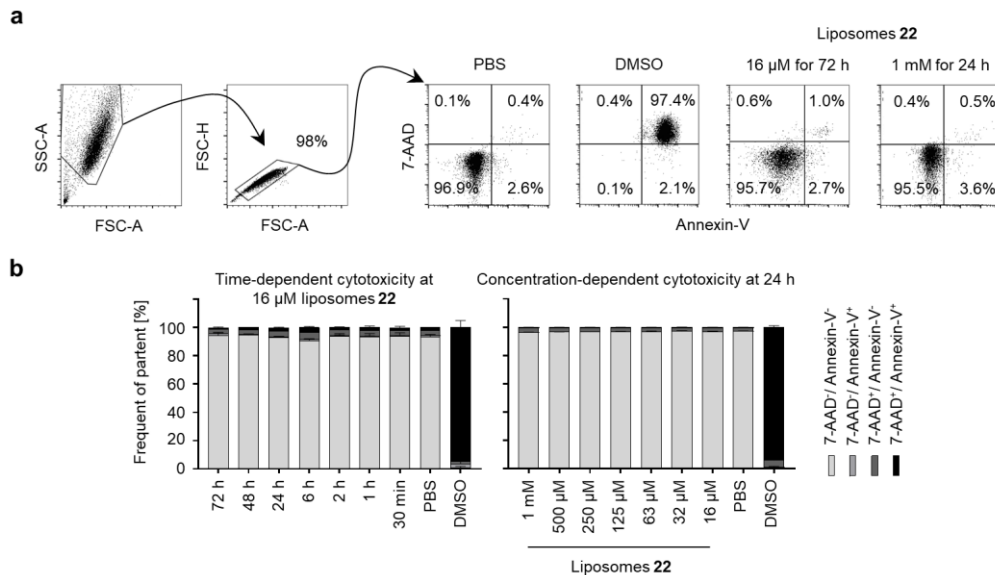 a
Liposomes 22
PBS
DMSO
16 µM for 72 h
1 mM for 24 h
SSC-A
FSC-A
FSC-H
98%
FSC-A
7-AAD
0.1%
0.4%
96.9%
2.6%
0.4%
97.4%
0.1%
2.1%
0.6%
1.0%
95.7%
2.7%
0.4%
0.5%
95.5%
3.6%
Annexin-V
b
Time-dependent cytotoxicity at
16 µM liposomes 22
Concentration-dependent cytotoxicity at 24 h
Frequent of partent [%]
100
80
60
40
20
0
72 h
48 h
24 h
6 h
2 h
1 h
30 min
PBS
DMSO
1 mM
500 µM
250 µM
125 µM
63 µM
32 µM
16 µM
PBS
DMSO
Liposomes 22
7-AAD⁻/ Annexin-V⁻
7-AAD⁻/ Annexin-V⁺
7-AAD⁺/ Annexin-V⁻
7-AAD⁺/ Annexin-V⁺